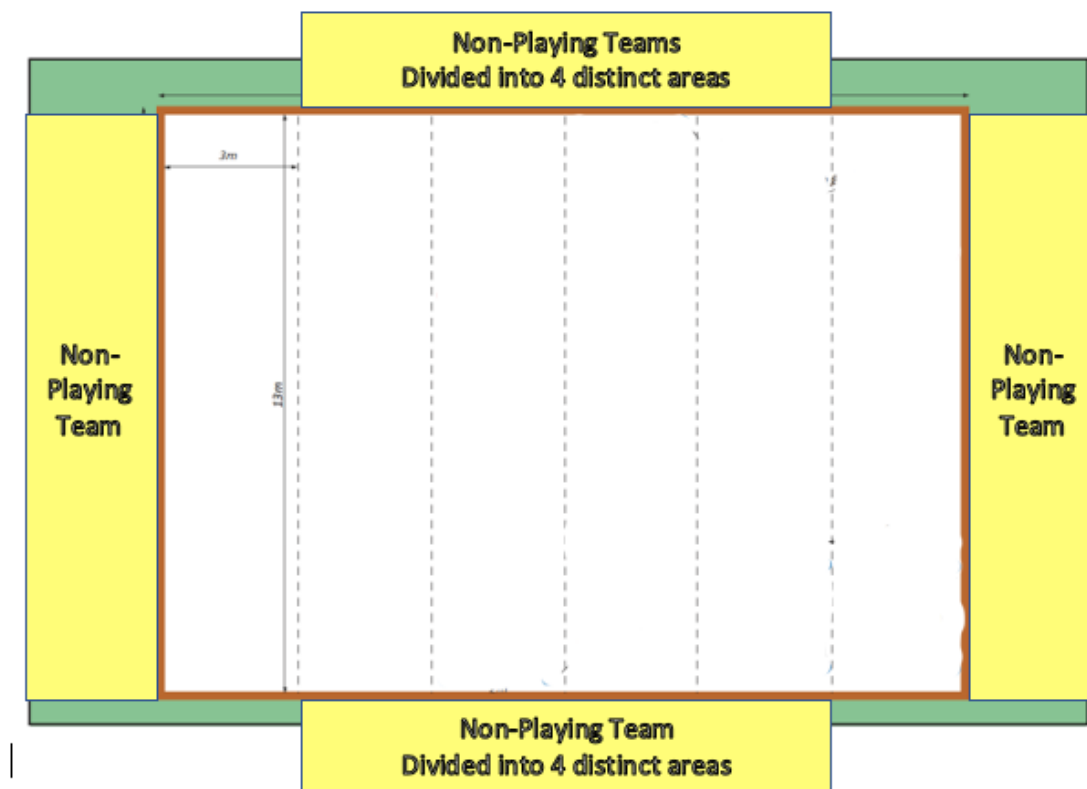 Non-Playing Teams
Divided into 4 distinct areas
3m
13m
Non-
Playing
Team
Non-
Playing
Team
Non-Playing Team
Divided into 4 distinct areas